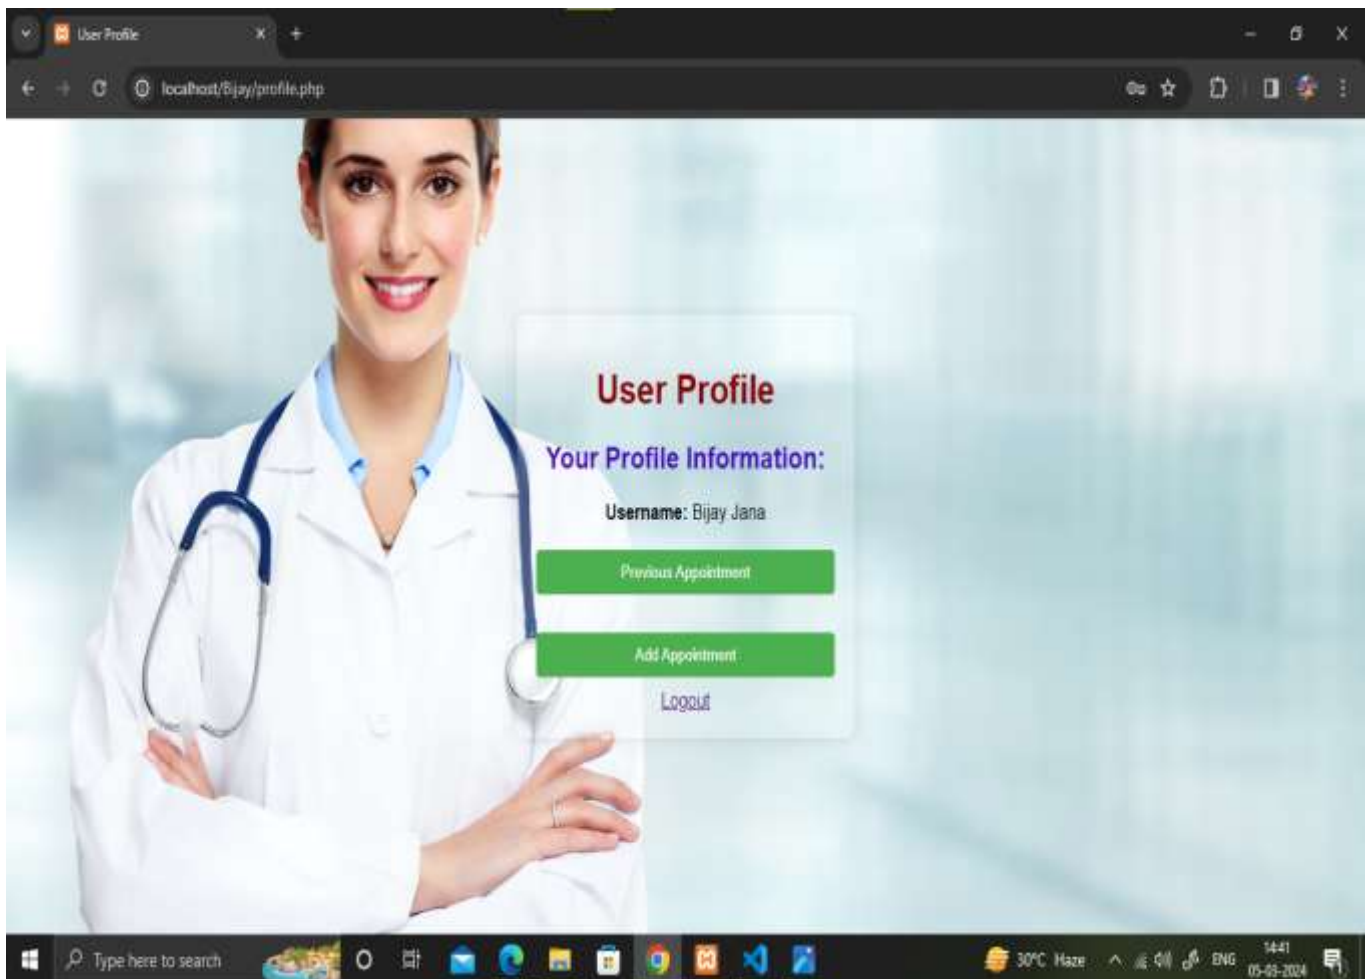 User Profile
localhost/Bijay/profile.php
User Profile
Your Profile Information:
Username: Bijay Jana
Previous Appointment
Add Appointment
Logout
Type here to search
30°C Haze
ENG
14:41
05-03-2024